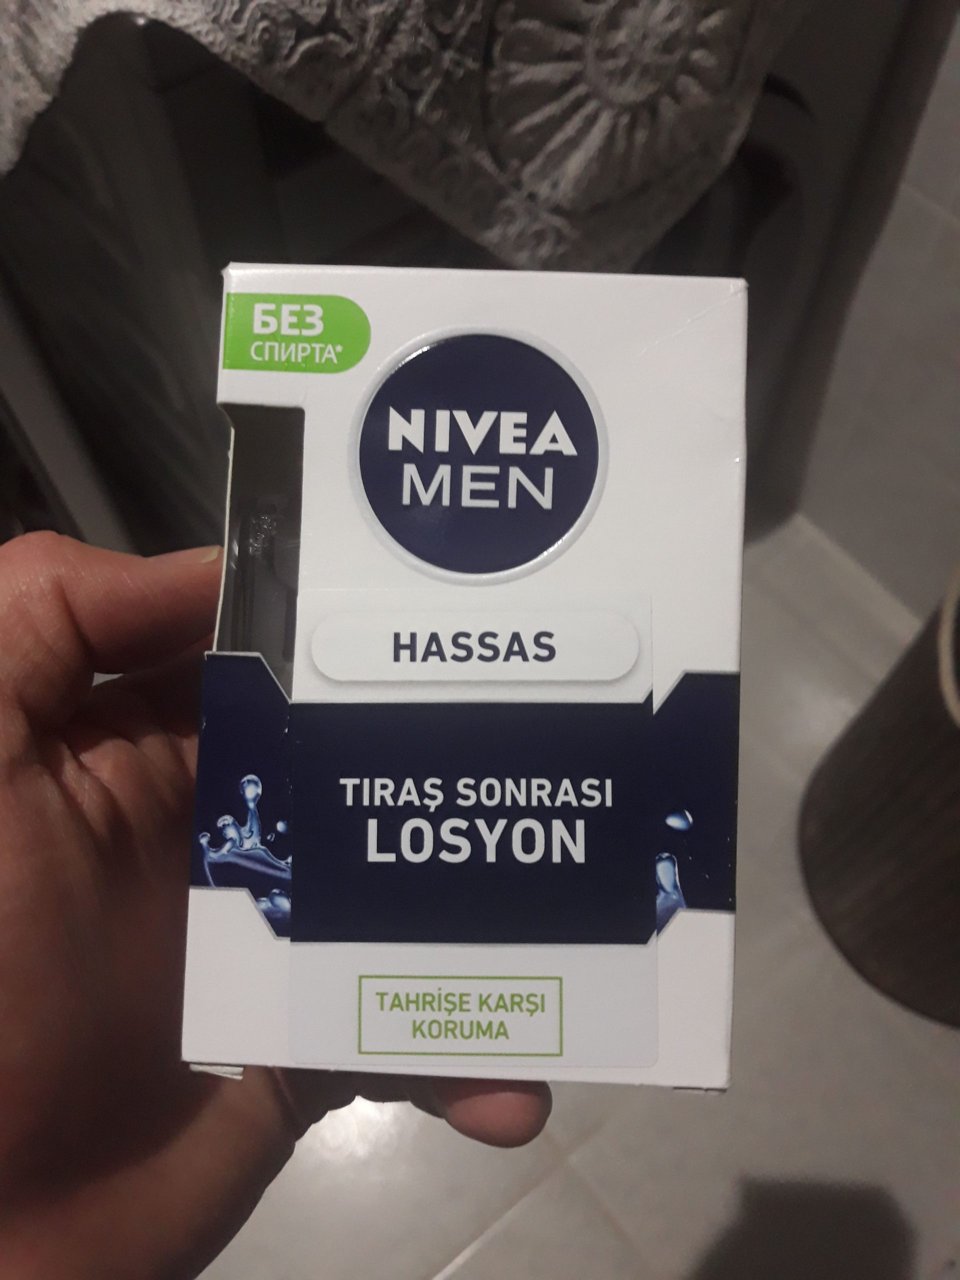 БЕЗ
СПИРТА*
NIVEA
MEN
HASSAS
TIRAŞ SONRASI
LOSYON
TAHRİŞE KARŞI
KORUMA